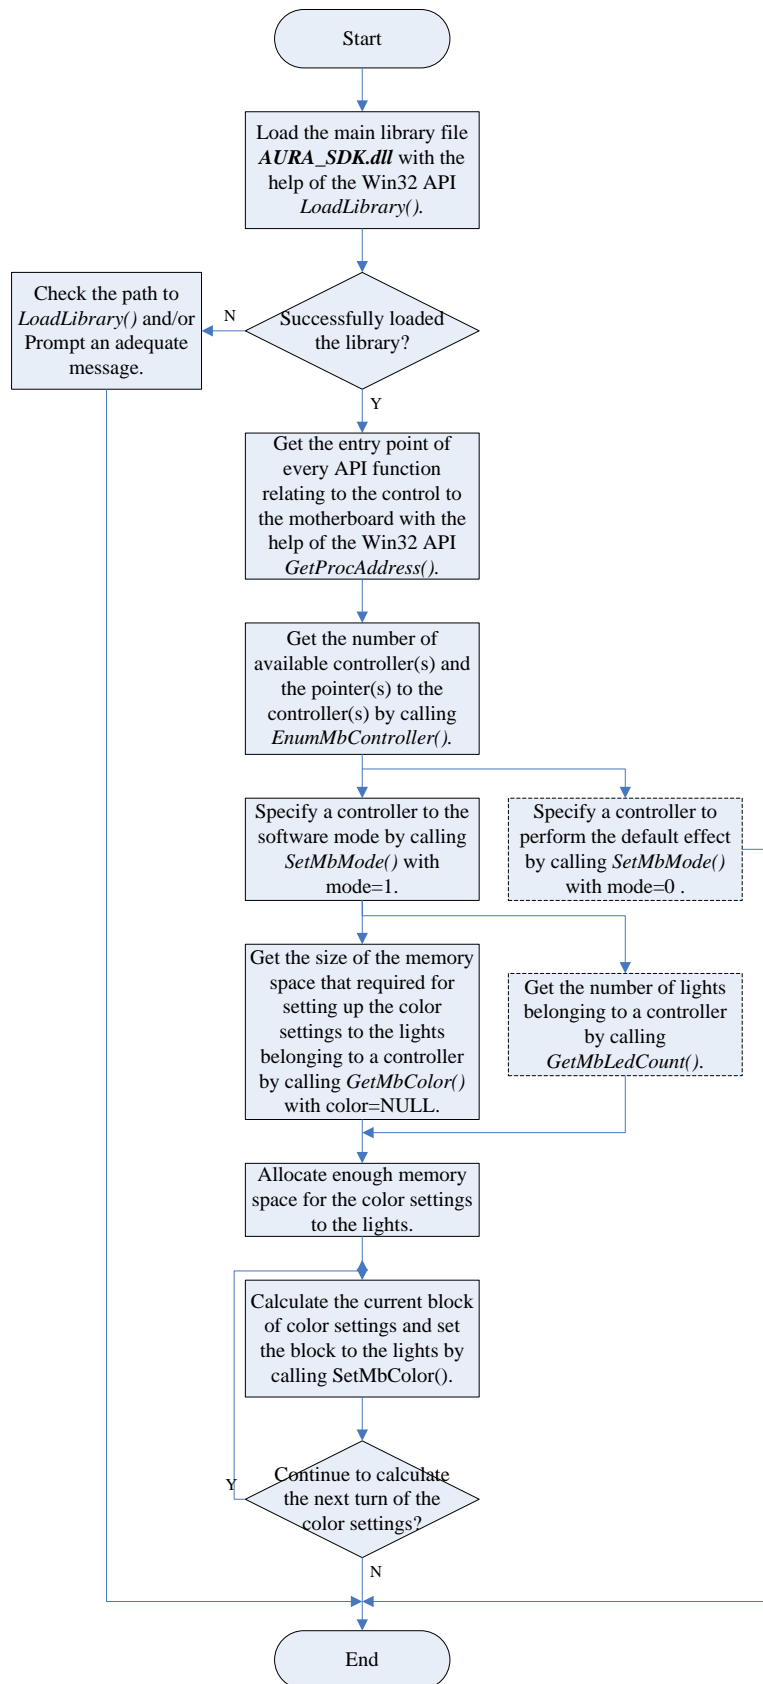 Start
Load the main library file
AURA_SDK.dll with the
help of the Win32 API
LoadLibrary().
Successfully loaded
the library?
N
Check the path to
LoadLibrary() and/or
Prompt an adequate
message.
Y
Get the entry point of
every API function
relating to the control to
the motherboard with the
help of the Win32 API
GetProcAddress().
Get the number of
available controller(s) and
the pointer(s) to the
controller(s) by calling
EnumMbController().
Specify a controller to the
software mode by calling
SetMbMode() with
mode=1.
Specify a controller to
perform the default effect
by calling SetMbMode()
with mode=0 .
Get the size of the memory
space that required for
setting up the color
settings to the lights
belonging to a controller
by calling GetMbColor()
with color=NULL.
Get the number of lights
belonging to a controller
by calling
GetMbLedCount().
Allocate enough memory
space for the color settings
to the lights.
Calculate the current block
of color settings and set
the block to the lights by
calling SetMbColor().
Y
Continue to calculate
the next turn of the
color settings?
N
End